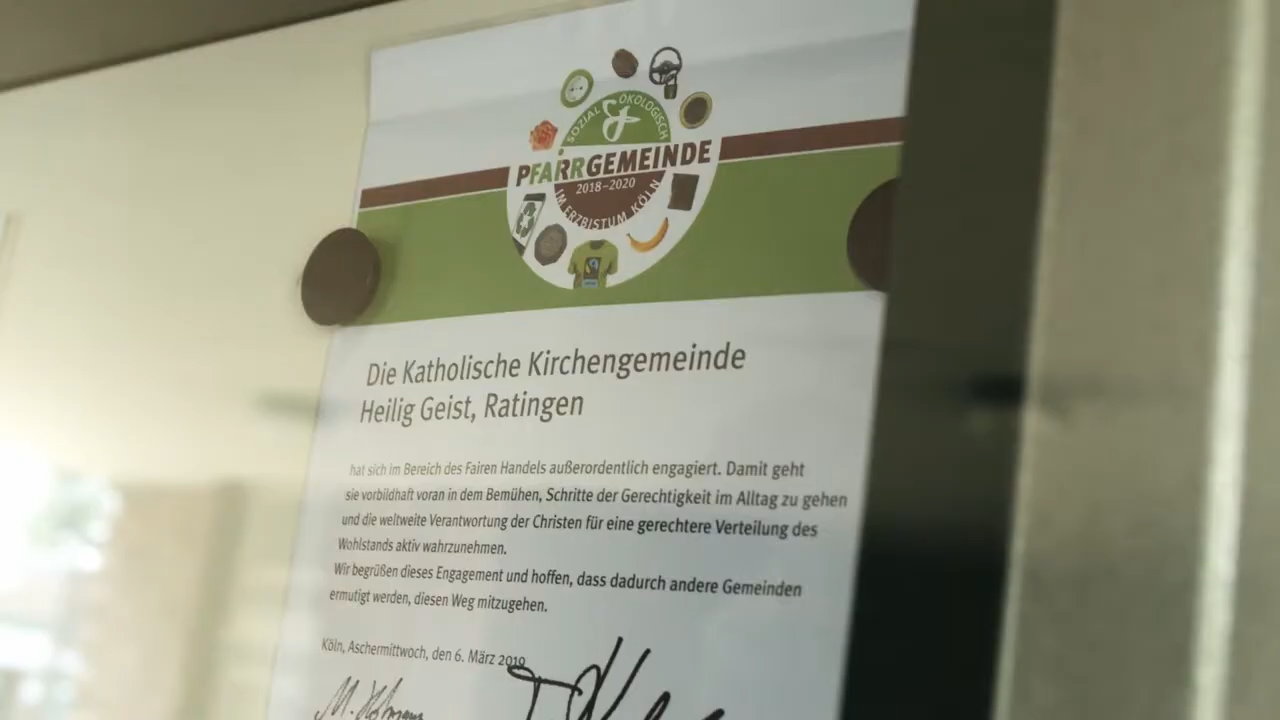 SOZIAL ÖKOLOGISCH
PFAIRRGEMEINDE
2018–2020
IM ERZBISTUM KÖLN
Die Katholische Kirchengemeinde
Heilig Geist, Ratingen
hat sich im Bereich des Fairen Handels außerordentlich engagiert. Damit geht
sie vorbildhaft voran in dem Bemühen, Schritte der Gerechtigkeit im Alltag zu gehen
und die weltweite Verantwortung der Christen für eine gerechtere Verteilung des
Wohlstands aktiv wahrzunehmen.
Wir begrüßen dieses Engagement und hoffen, dass dadurch andere Gemeinden
ermutigt werden, diesen Weg mitzugehen.
Köln, Aschermittwoch, den 6. März 2019